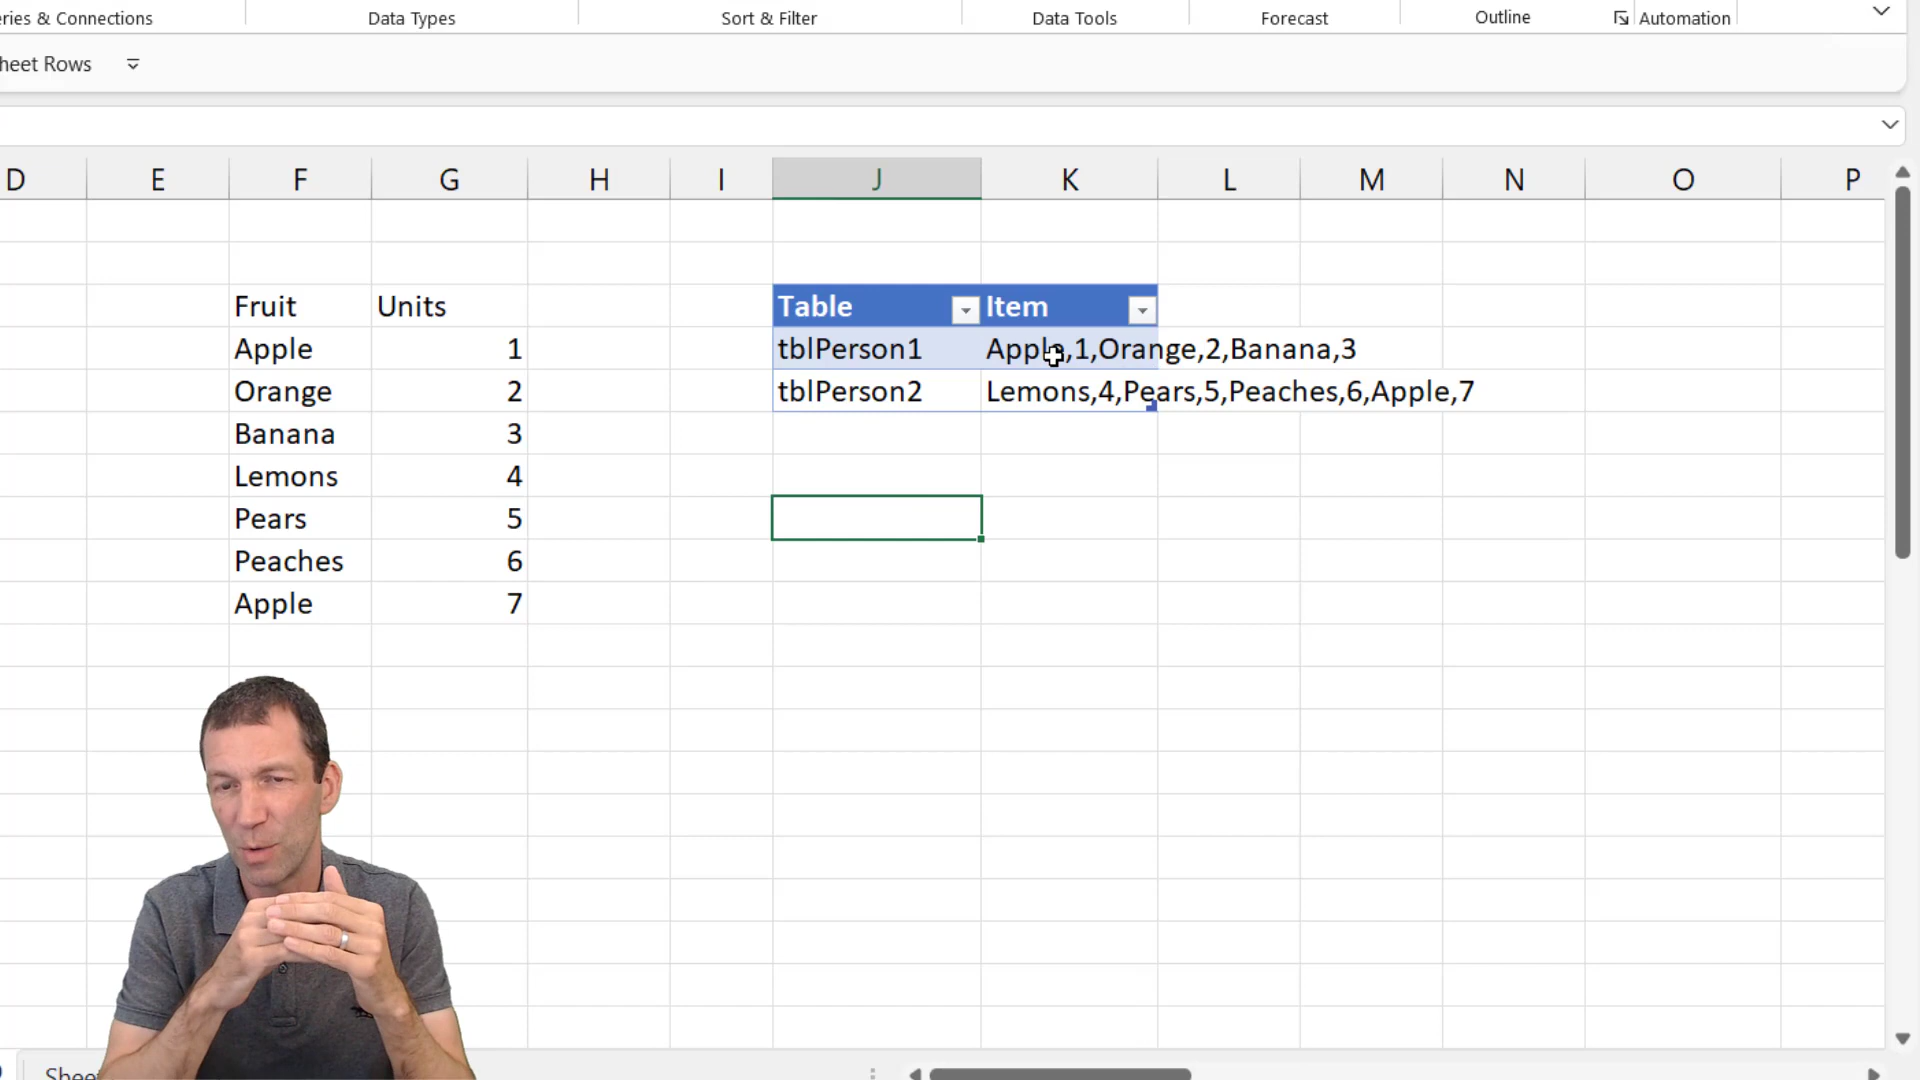 eries & Connections Data Types Sort & Filter Data Tools Forecast Outline Automation
heet Rows
D E F G H I J K L M N O P
Fruit Units Table Item
Apple 1 tblPerson1 Apple,1,Orange,2,Banana,3
Orange 2 tblPerson2 Lemons,4,Pears,5,Peaches,6,Apple,7
Banana 3
Lemons 4
Pears 5
Peaches 6
Apple 7
Shee